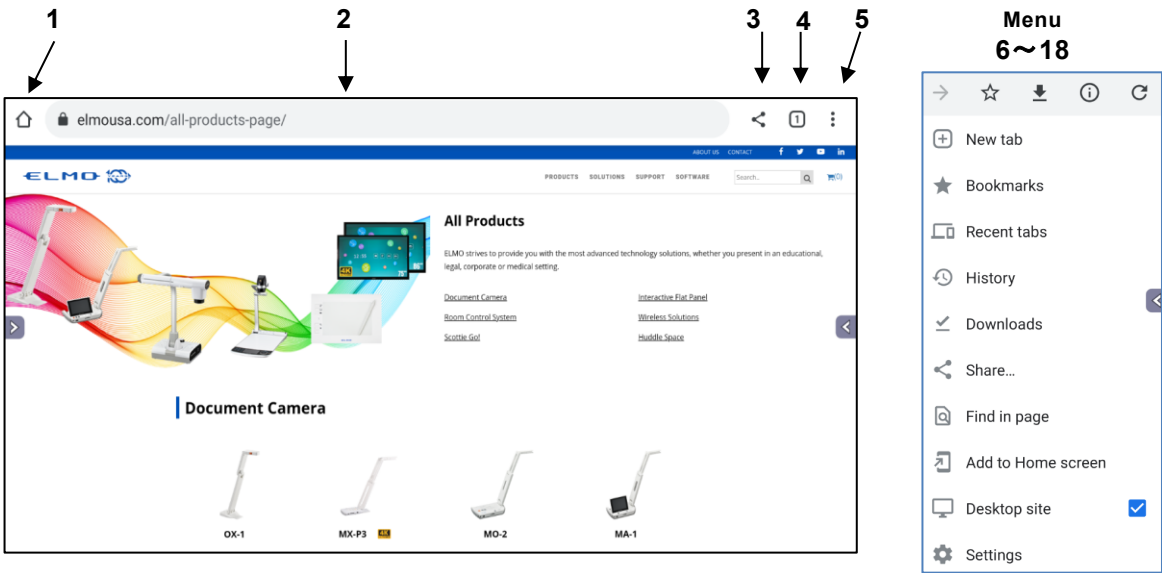 1 2 3 4 5
Menu
6～18
elmousa.com/all-products-page/
1
ABOUT US CONTACT
ELMO
PRODUCTS SOLUTIONS SUPPORT SOFTWARE Search..
All Products
ELMO strives to provide you with the most advanced technology solutions, whether you present in an educational,
legal, corporate or medical setting.
Document Camera Interactive Flat Panel
Room Control System Wireless Solutions
Scottie Go! Huddle Space
4K 75" 86"
Document Camera
OX-1 MX-P3 4K MO-2 MA-1
New tab
Bookmarks
Recent tabs
History
Downloads
Share…
Find in page
Add to Home screen
Desktop site
Settings